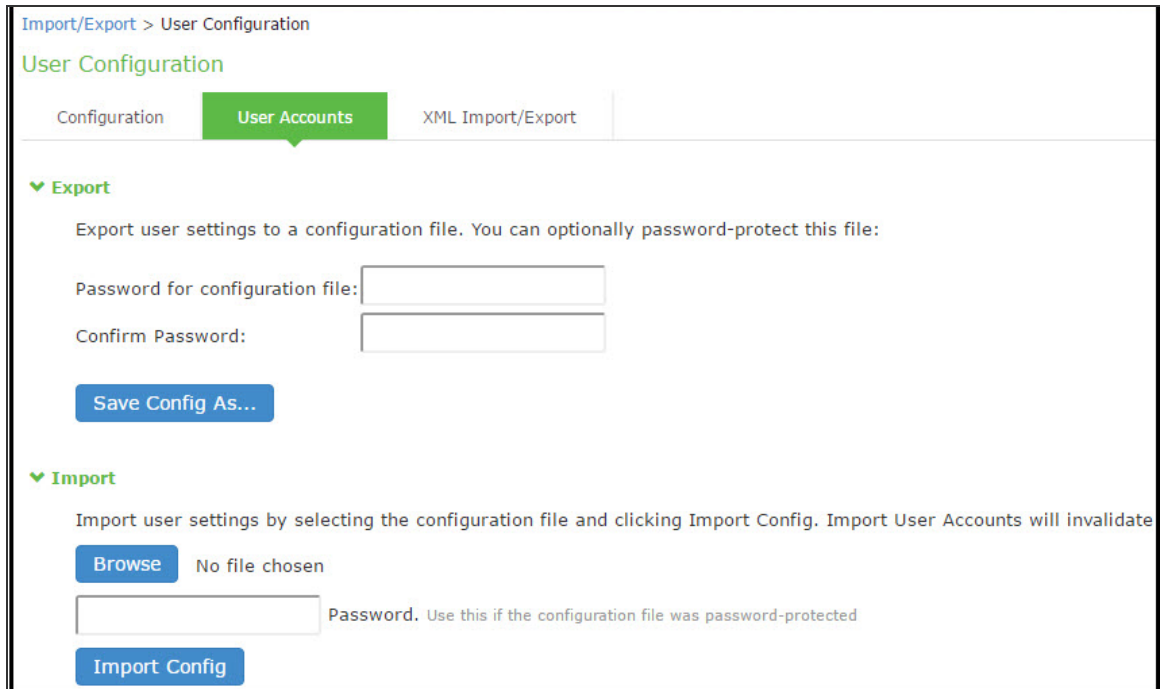 Import/Export > User Configuration
User Configuration
Configuration User Accounts XML Import/Export
Export
Export user settings to a configuration file. You can optionally password-protect this file:
Password for configuration file:
Confirm Password:
Save Config As...
Import
Import user settings by selecting the configuration file and clicking Import Config. Import User Accounts will invalidate
Browse No file chosen
Password. Use this if the configuration file was password-protected
Import Config